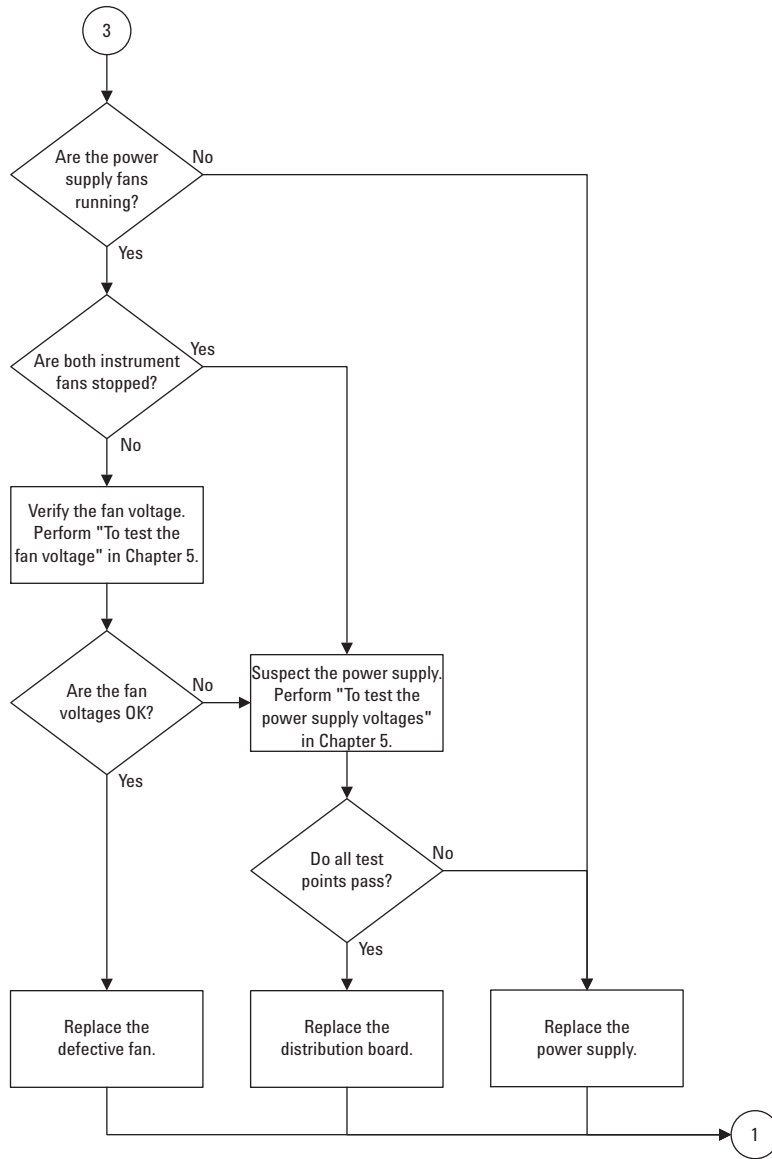 3
Are the power
supply fans
running?
No
Yes
Are both instrument
fans stopped?
Yes
No
Verify the fan voltage.
Perform "To test the
fan voltage" in Chapter 5.
Are the fan
voltages OK?
No
Yes
Suspect the power supply.
Perform "To test the
power supply voltages"
in Chapter 5.
Do all test
points pass?
No
Yes
Replace the
defective fan.
Replace the
distribution board.
Replace the
power supply.
1